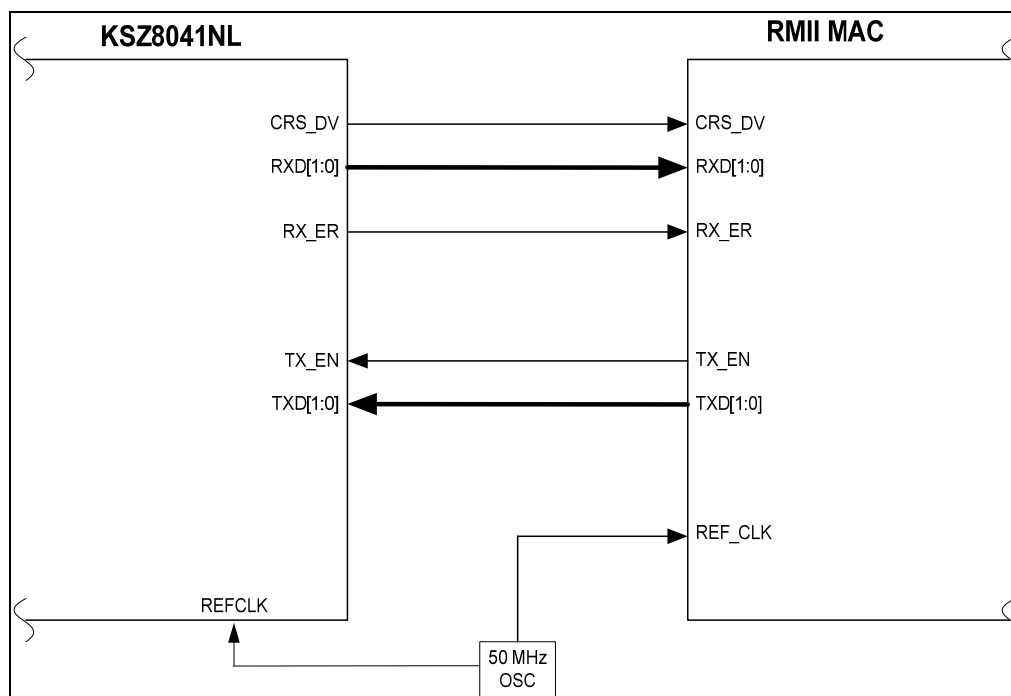 KSZ8041NL
RMII MAC
CRS_DV
CRS_DV
RXD[1:0]
RXD[1:0]
RX_ER
RX_ER
TX_EN
TX_EN
TXD[1:0]
TXD[1:0]
REF_CLK
REFCLK
50 MHz
OSC